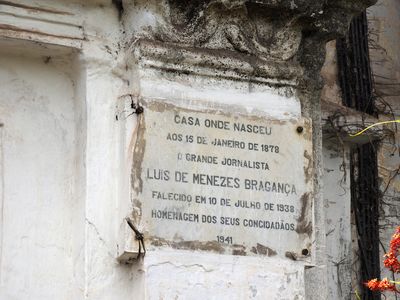 CASA ONDE NASCEU
AOS 15 DE JANEIRO DE 1878
O GRANDE JORNALISTA
LUIS DE MENEZES BRAGANÇA
FALECIDO EM 10 DE JULHO DE 1938
HOMENAGEM DOS SEUS CONCIDADÃOS
1941